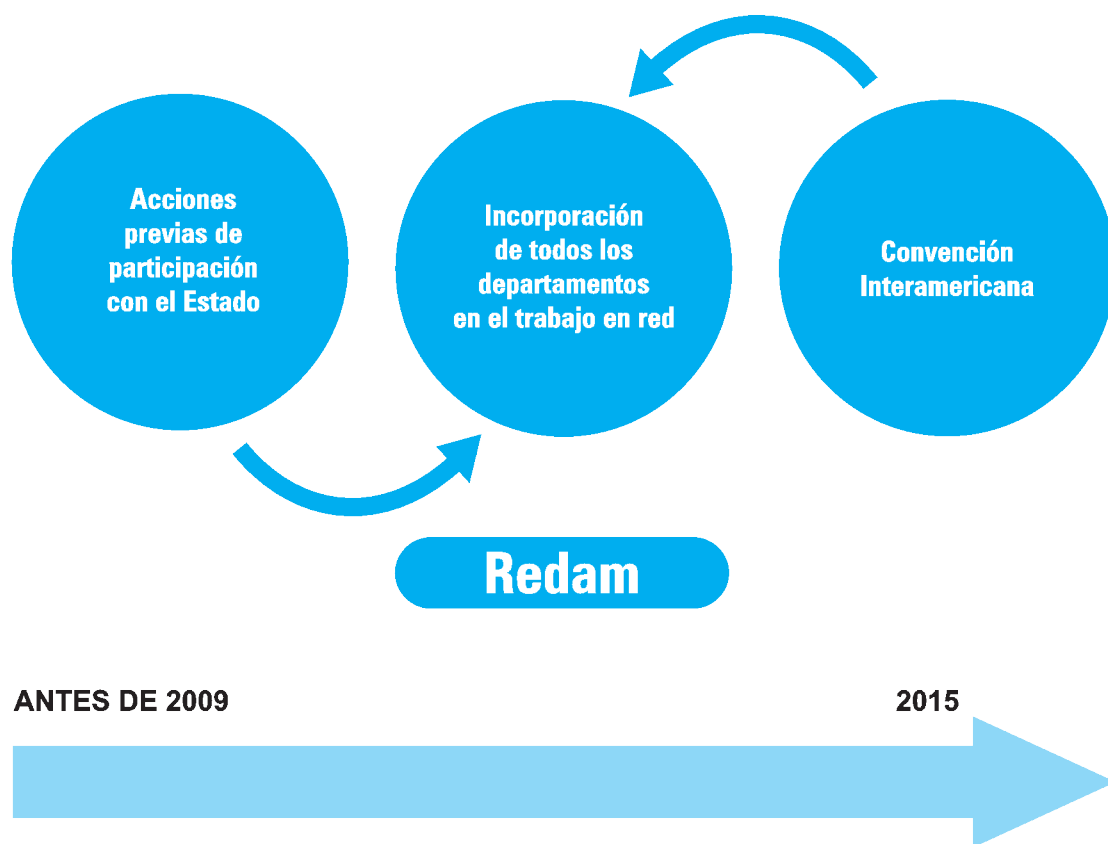 Acciones
previas de
participación
con el Estado
Incorporación
de todos los
departamentos
en el trabajo en red
Convención
Interamericana
Redam
ANTES DE 2009
2015